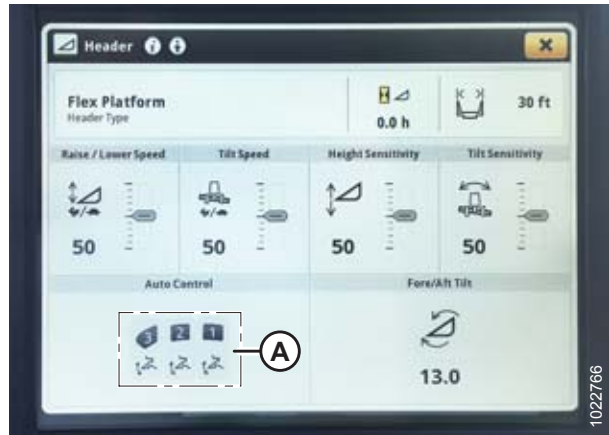 Header
Flex Platform
Header Type
0.0 h
30 ft
Raise / Lower Speed
Tilt Speed
Height Sensitivity
Tilt Sensitivity
50
50
50
50
Auto Control
Fore/Aft Tilt
3 2 1
A
13.0
1022766